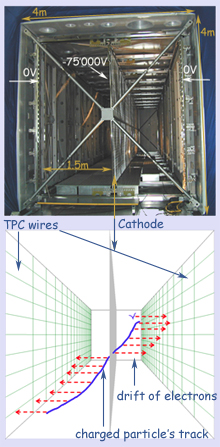 4m
4m
-75'000V
0V
0V
1.5m
TPC wires
Cathode
drift of electrons
charged particle's track